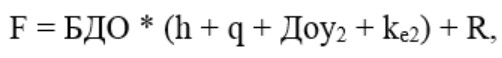 F = БДО * (h + q + Доу₂ + kₑ₂) + R,